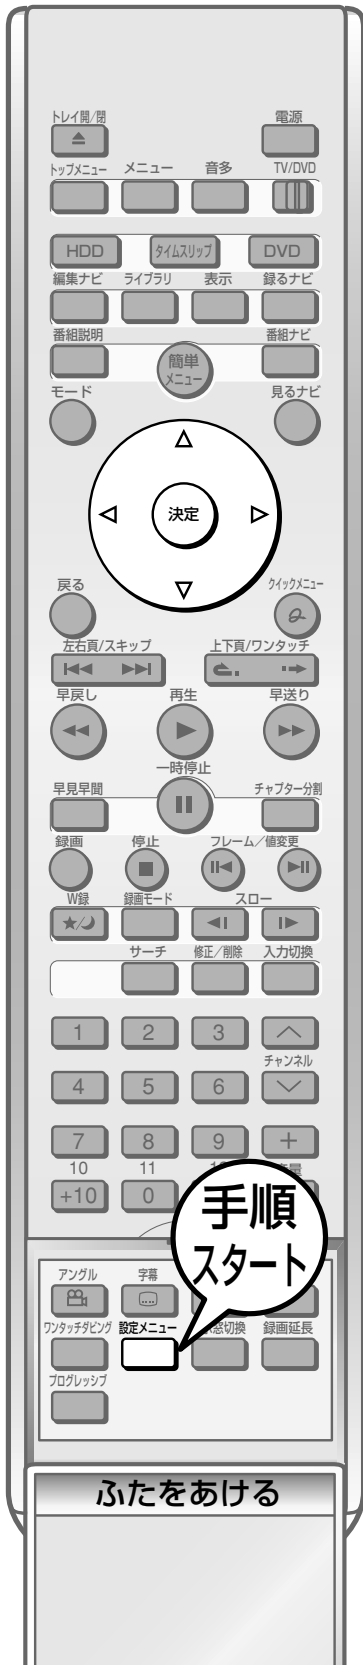 トレイ開/閉 電源
トップメニュー メニュー 音多 TV/DVD
HDD タイムスリップ DVD
編集ナビ ライブラリ 表示 録るナビ
番組説明 番組ナビ
簡単
メニュー
モード 見るナビ
決定
戻る クイックメニュー
左右頁/スキップ 上下頁/ワンタッチ
早戻し 再生 早送り
一時停止
早見早聞 チャプター分割
録画 停止 フレーム/値変更
W録 録画モード スロー
サーチ 修正/削除 入力切換
1 2 3
チャンネル
4 5 6
7 8 9 +
10 11
+10 0
手順
スタート
アングル 字幕
ワンタッチダビング 設定メニュー 窓切換 録画延長
プログレッシブ
ふたをあける